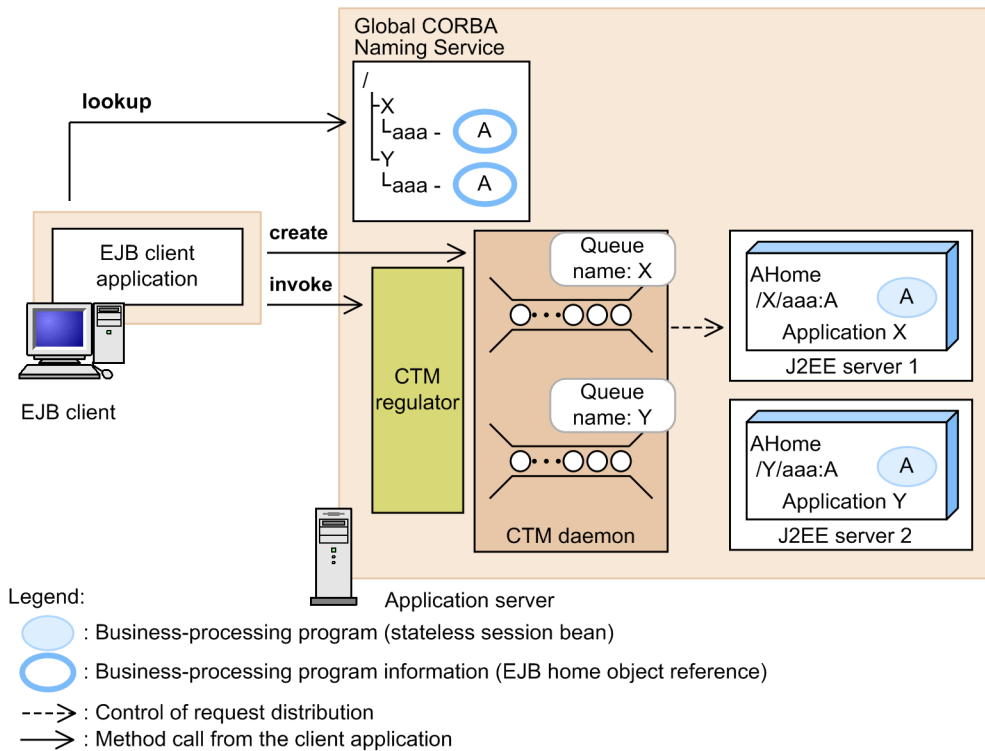 Global CORBA
Naming Service
/
X
aaa -
A
Y
aaa -
A
lookup
create
invoke
EJB client
application
EJB client
CTM
regulator
Queue
name: X
Queue
name: Y
CTM daemon
AHome
/X/aaa:A
A
Application X
J2EE server 1
AHome
/Y/aaa:A
A
Application Y
J2EE server 2
Application server
Legend:
: Business-processing program (stateless session bean)
: Business-processing program information (EJB home object reference)
: Control of request distribution
: Method call from the client application